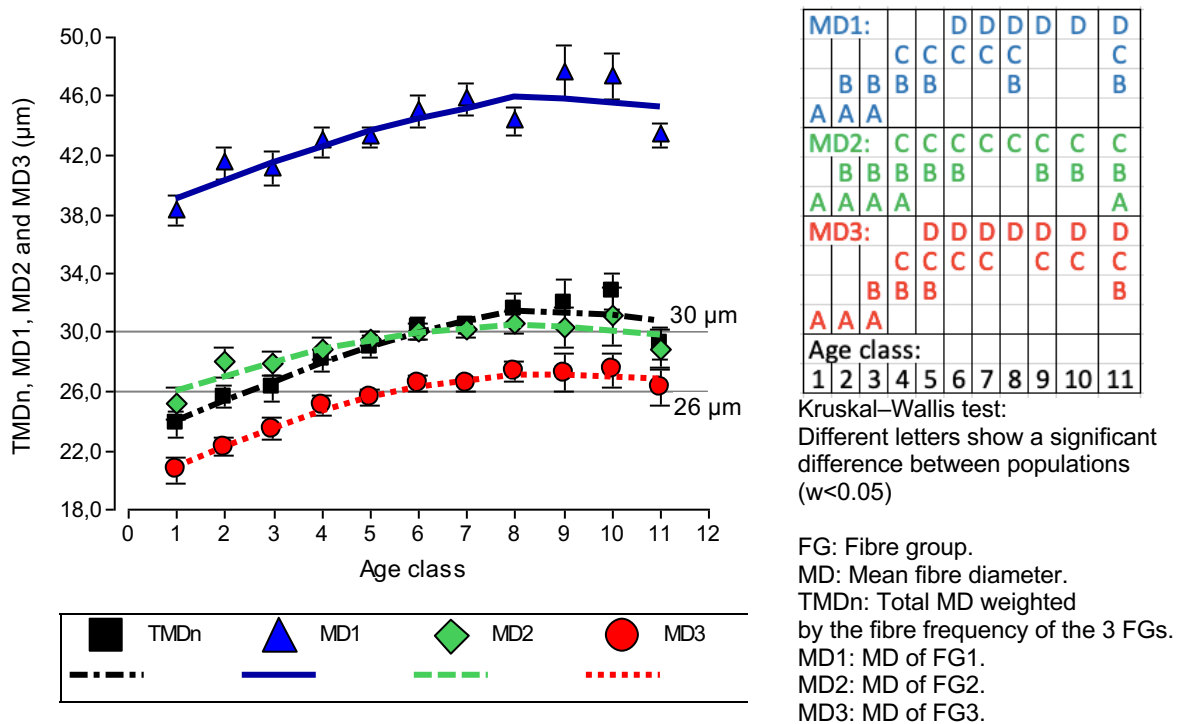 TMDn, MD1, MD2 and MD3 (µm)
50,0
46,0
42,0
38,0
34,0
30,0
26,0
22,0
18,0
30 µm
26 µm
0 1 2 3 4 5 6 7 8 9 10 11 12
Age class
TMDn MD1 MD2 MD3
MD1: D D D D D D
C C C C C C
B B B B B B
A A A
MD2: C C C C C C C C
B B B B B B B B
A A A A A
MD3: D D D D D D D
C C C C C C C
B B B B
A A A
Age class:
1 2 3 4 5 6 7 8 9 10 11
Kruskal–Wallis test:
Different letters show a significant
difference between populations
(w<0.05)
FG: Fibre group.
MD: Mean fibre diameter.
TMDn: Total MD weighted
by the fibre frequency of the 3 FGs.
MD1: MD of FG1.
MD2: MD of FG2.
MD3: MD of FG3.